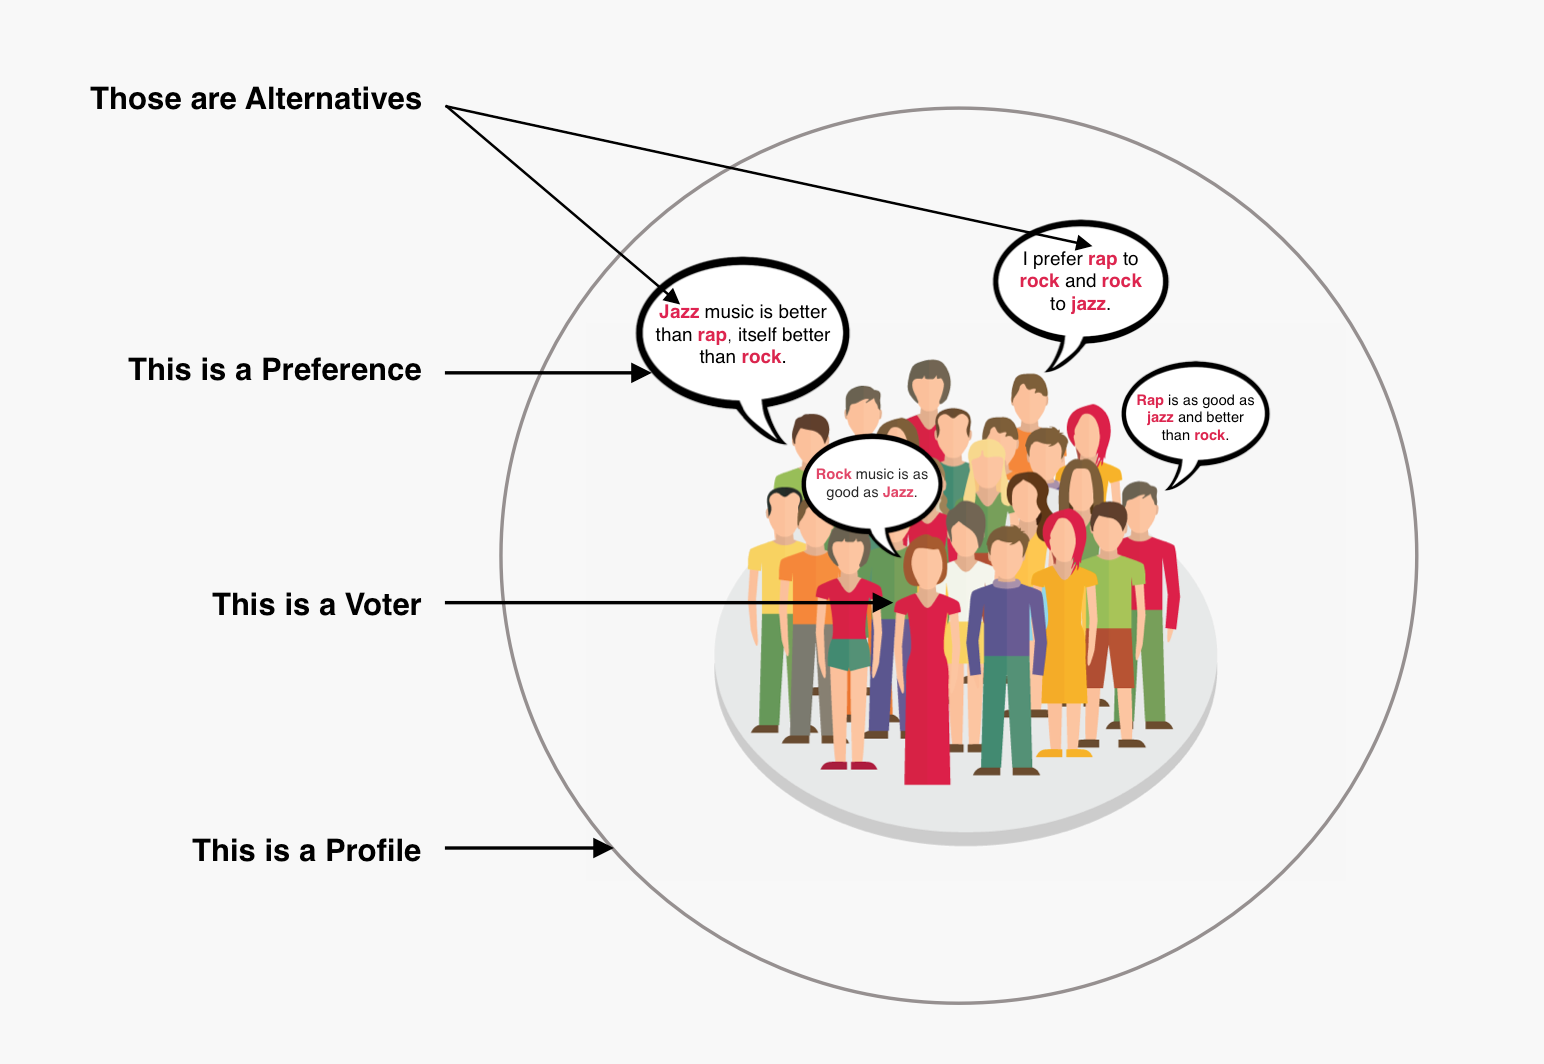 Those are Alternatives
I prefer rap to
rock and rock
to jazz.
Jazz music is better
than rap, itself better
than rock.
This is a Preference
Rap is as good as
jazz and better
than rock.
Rock music is as
good as Jazz.
This is a Voter
This is a Profile